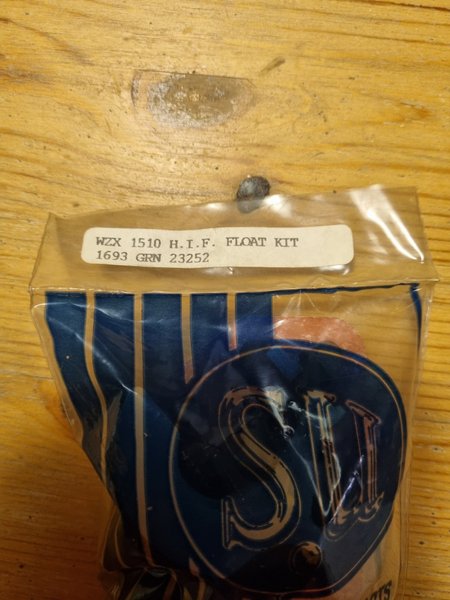 WZX 1510 H.I.F. FLOAT KIT
1693 GRN 23252
SU